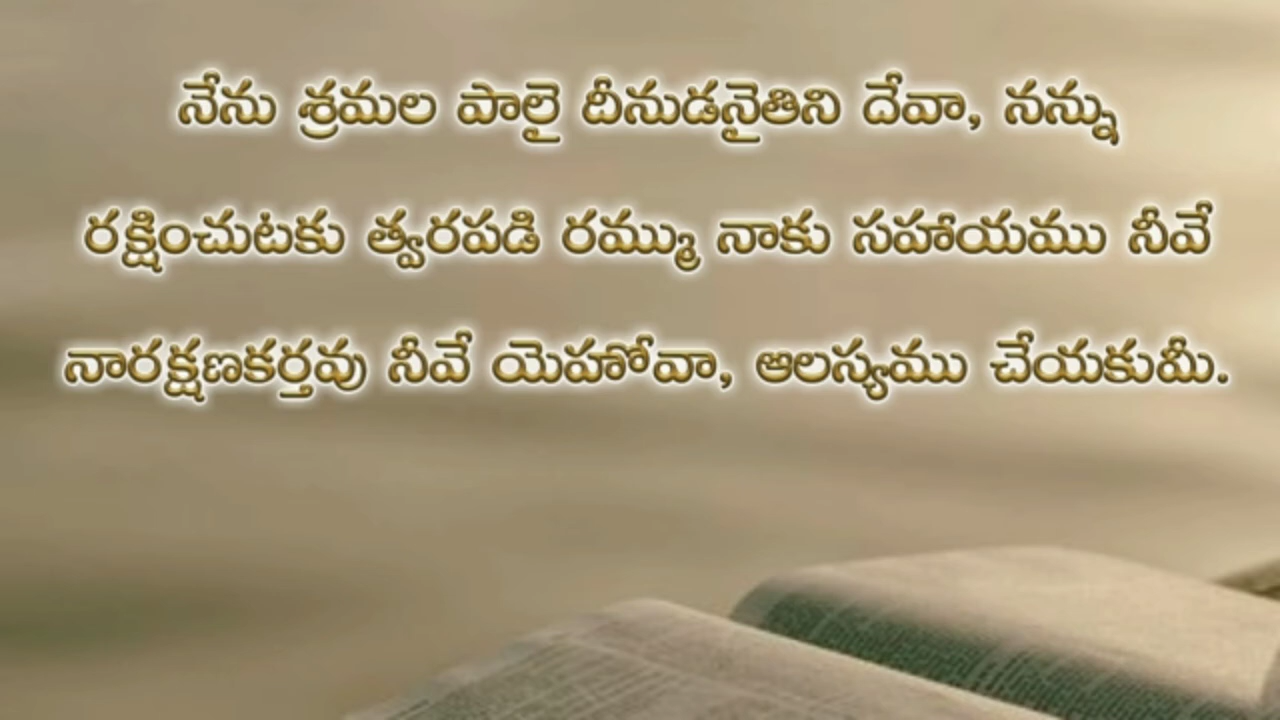 నేను శ్రమల పాలై దీనుడనైతిని దేవా, నన్ను
రక్షించుటకు త్వరపడి రమ్ము నాకు సహాయము నీవే
నారక్షణకర్తవు నీవే యెహోవా, ఆలస్యము చేయకుమీ.